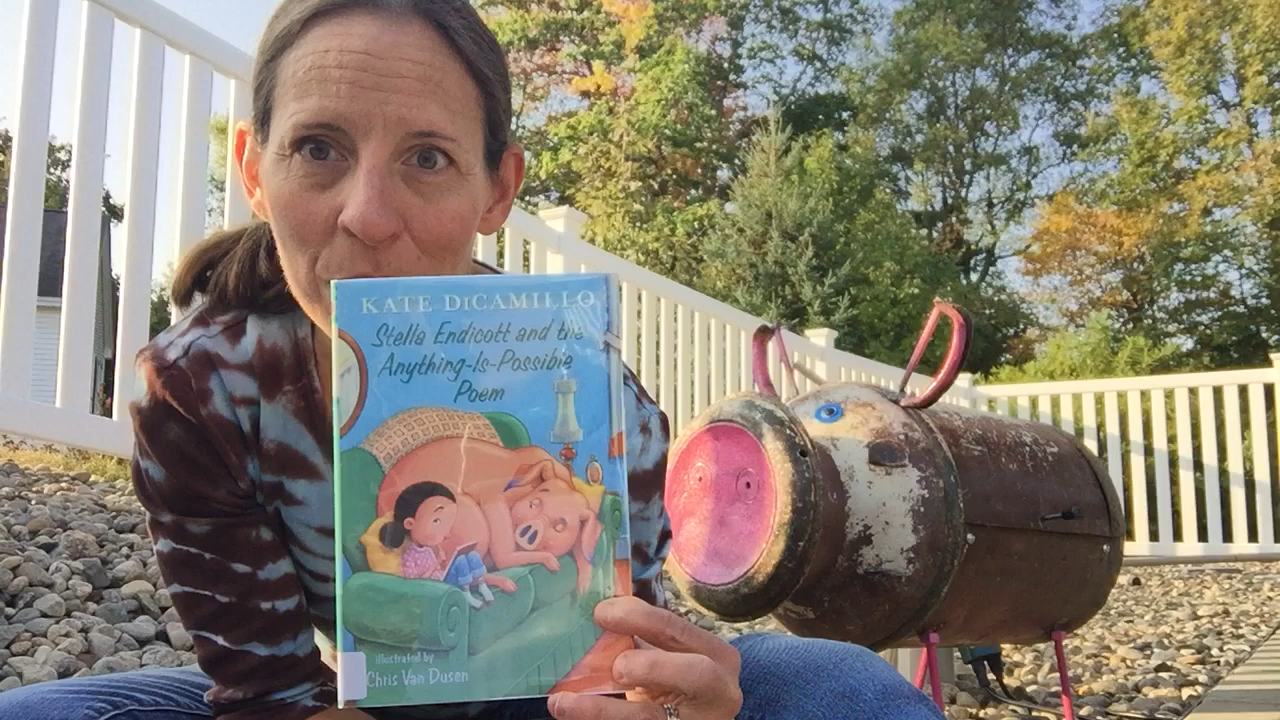 KATE DICAMILLO
Stella Endicott and the
Anything-Is-Possible
Poem
illustrated by
Chris Van Dusen